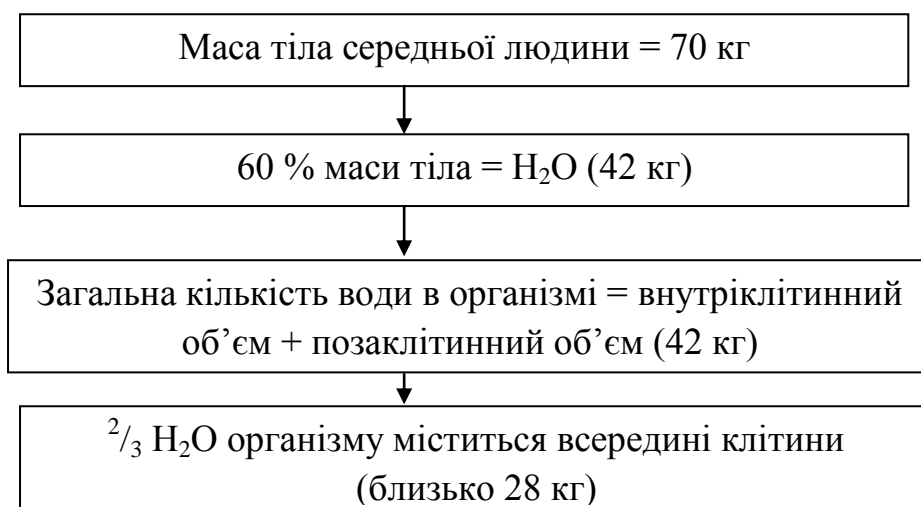 Маса тіла середньої людини = 70 кг
60 % маси тіла = H₂O (42 кг)
Загальна кількість води в організмі = внутріклітинний
об’єм + позаклітинний об’єм (42 кг)
²/₃ H₂O організму міститься всередині клітини
(близько 28 кг)